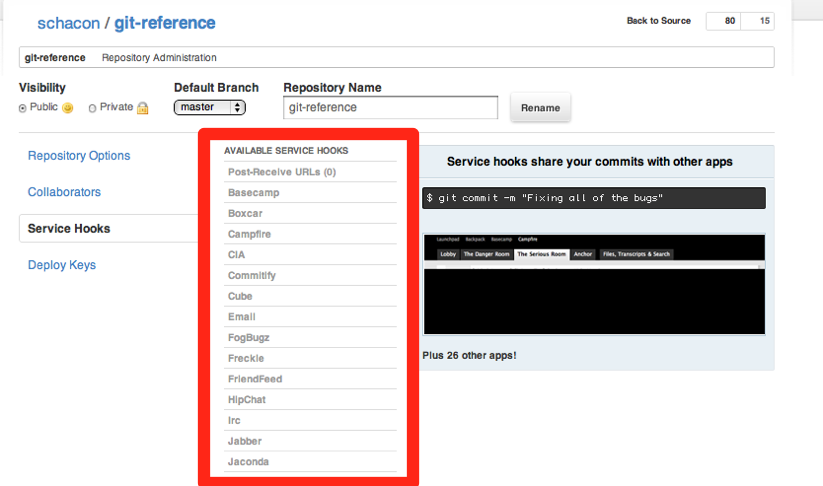 schacon / git-reference
Back to Source
80 15
git-reference Repository Administration
Visibility
Public Private
Default Branch
master
Repository Name
git-reference
Rename
Repository Options
Collaborators
Service Hooks
Deploy Keys
AVAILABLE SERVICE HOOKS
Post-Receive URLs (0)
Basecamp
Boxcar
Campfire
CIA
Commitify
Cube
Email
FogBugz
Freckle
FriendFeed
HipChat
Irc
Jabber
Jaconda
Service hooks share your commits with other apps
$ git commit -m "Fixing all of the bugs"
Launchpad Backpack Basecamp Campfire
Lobby The Danger Room The Serious Room Anchor Files, Transcripts & Search
Plus 26 other apps!